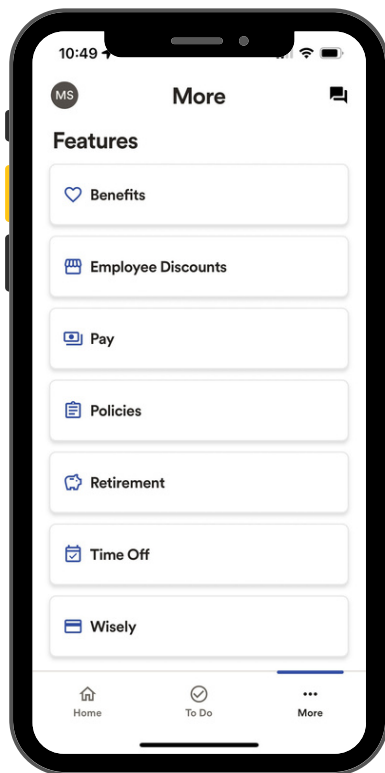 10:49
MS
More
Features
Benefits
Employee Discounts
Pay
Policies
Retirement
Time Off
Wisely
Home
To Do
More